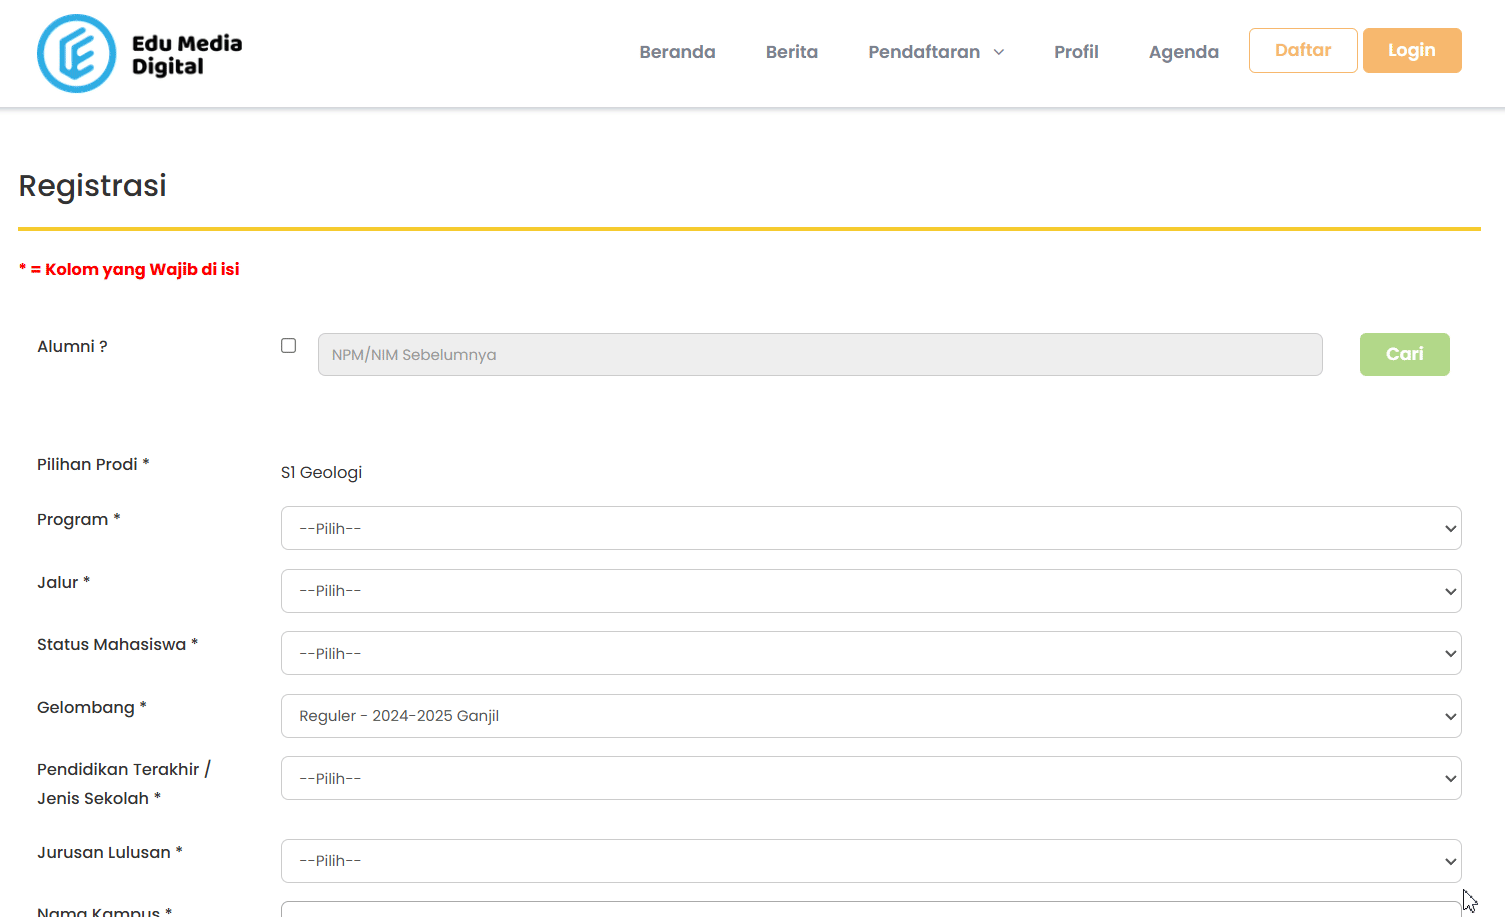 Edu Media
Digital
Beranda
Berita
Pendaftaran
Profil
Agenda
Daftar
Login
Registrasi
* = Kolom yang Wajib di isi
Alumni ?
NPM/NIM Sebelumnya
Cari
Pilihan Prodi *
S1 Geologi
Program *
--Pilih--
Jalur *
--Pilih--
Status Mahasiswa *
--Pilih--
Gelombang *
Reguler - 2024-2025 Ganjil
Pendidikan Terakhir /
Jenis Sekolah *
--Pilih--
Jurusan Lulusan *
--Pilih--
Nama Kampus *